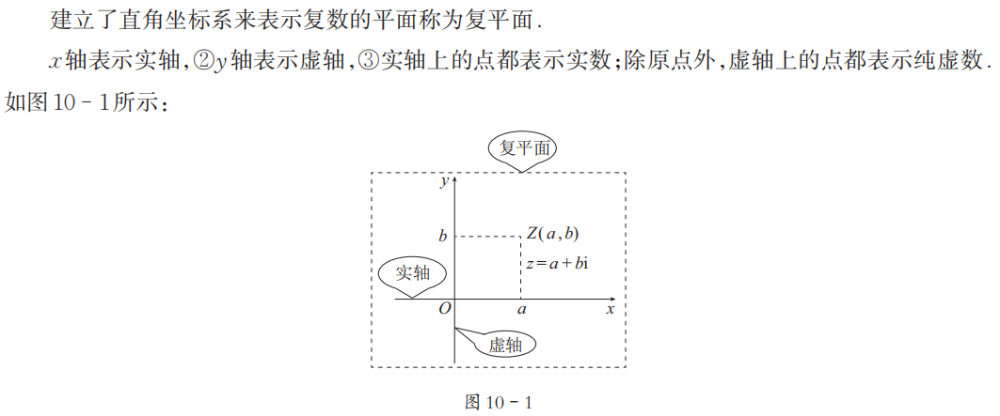 建立了直角坐标系来表示复数的平面称为复平面.
x轴表示实轴,②y轴表示虚轴,③实轴上的点都表示实数;除原点外,虚轴上的点都表示纯虚数.
如图10-1所示:
复平面
y
b
Z(a,b)
z=a+bi
实轴
O
a
x
虚轴
图10-1